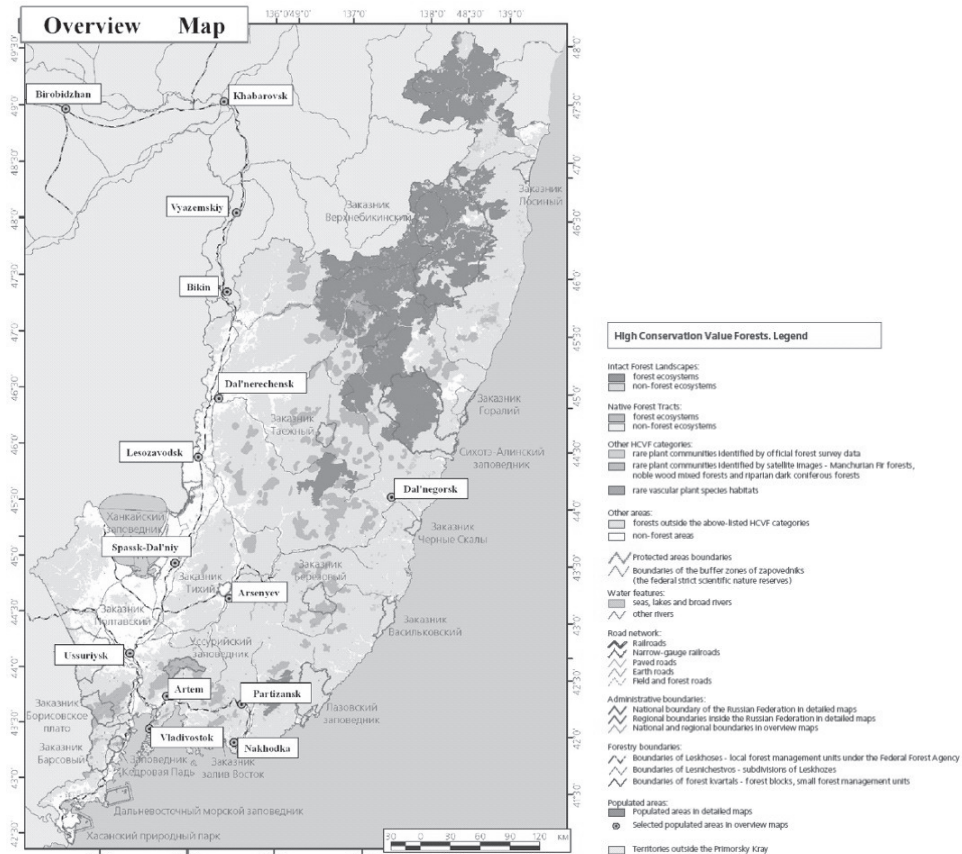 Overview Map
136°0' 49°0' 137°0' 138°0' 48°30' 139°0'
49°30'
49°0'
48°30'
48°0'
47°30'
47°0'
46°30'
46°0'
45°0'
45°0'
44°30'
44°0'
43°30'
43°0'
42°30'
48°0'
47°30'
47°0'
46°30'
46°0'
45°30'
45°0'
44°30'
44°0'
43°30'
43°0'
42°30'
42°0'
41°30'
Birobidzhan
Khabarovsk
Vyazemskiy
Заказник
Верхнебикинский
Заказник
Лосиный
Bikin
Dal'nerechensk
Заказник
Таежный
Заказник
Горалий
Lesozavodsk
Сихотэ-Алинский
заповедник
Dal'negorsk
Ханкайский
заповедник
Заказник
Черные Скалы
Spassk-Dal'niy
Заказник
Тихий
Заказник
Березовый
Arsenyev
Заказник
Полтавский
Заказник
Васильковский
Ussuriysk
Уссурийский
заповедник
Artem
Partizansk
Лазовский
заповедник
Заказник
Борисовское
плато
Vladivostok
Nakhodka
Заказник
Барсовый
Заповедник
Кедровая Падь
Заказник
залив Восток
Дальневосточный морской заповедник
Хасанский природный парк
30 0 30 60 90 120 км
High Conservation Value Forests. Legend
Intact Forest Landscapes:
forest ecosystems
non-forest ecosystems
Native Forest Tracts:
forest ecosystems
non-forest ecosystems
Other HCVF categories:
rare plant communities identified by official forest survey data
rare plant communities identified by satellite images - Manchurian Fir forests,
noble wood mixed forests and riparian dark coniferous forests
rare vascular plant species habitats
Other areas:
forests outside the above-listed HCVF categories
non-forest areas
Protected areas boundaries
Boundaries of the buffer zones of zapovedniks
(the federal strict scientific nature reserves)
Water features:
seas, lakes and broad rivers
other rivers
Road network:
Railroads
Narrow-gauge railroads
Paved roads
Earth roads
Field and forest roads
Administrative boundaries:
National boundary of the Russian Federation in detailed maps
Regional boundaries inside the Russian Federation in detailed maps
National and regional boundaries in overview maps
Forestry boundaries:
Boundaries of Leskhoses - local forest management units under the Federal Forest Agency
Boundaries of Lesnichestvos - subdivisions of Leskhozes
Boundaries of forest kvartals - forest blocks, small forest management units
Populated areas:
Populated areas in detailed maps
Selected populated areas in overview maps
Territories outside the Primorsky Kray